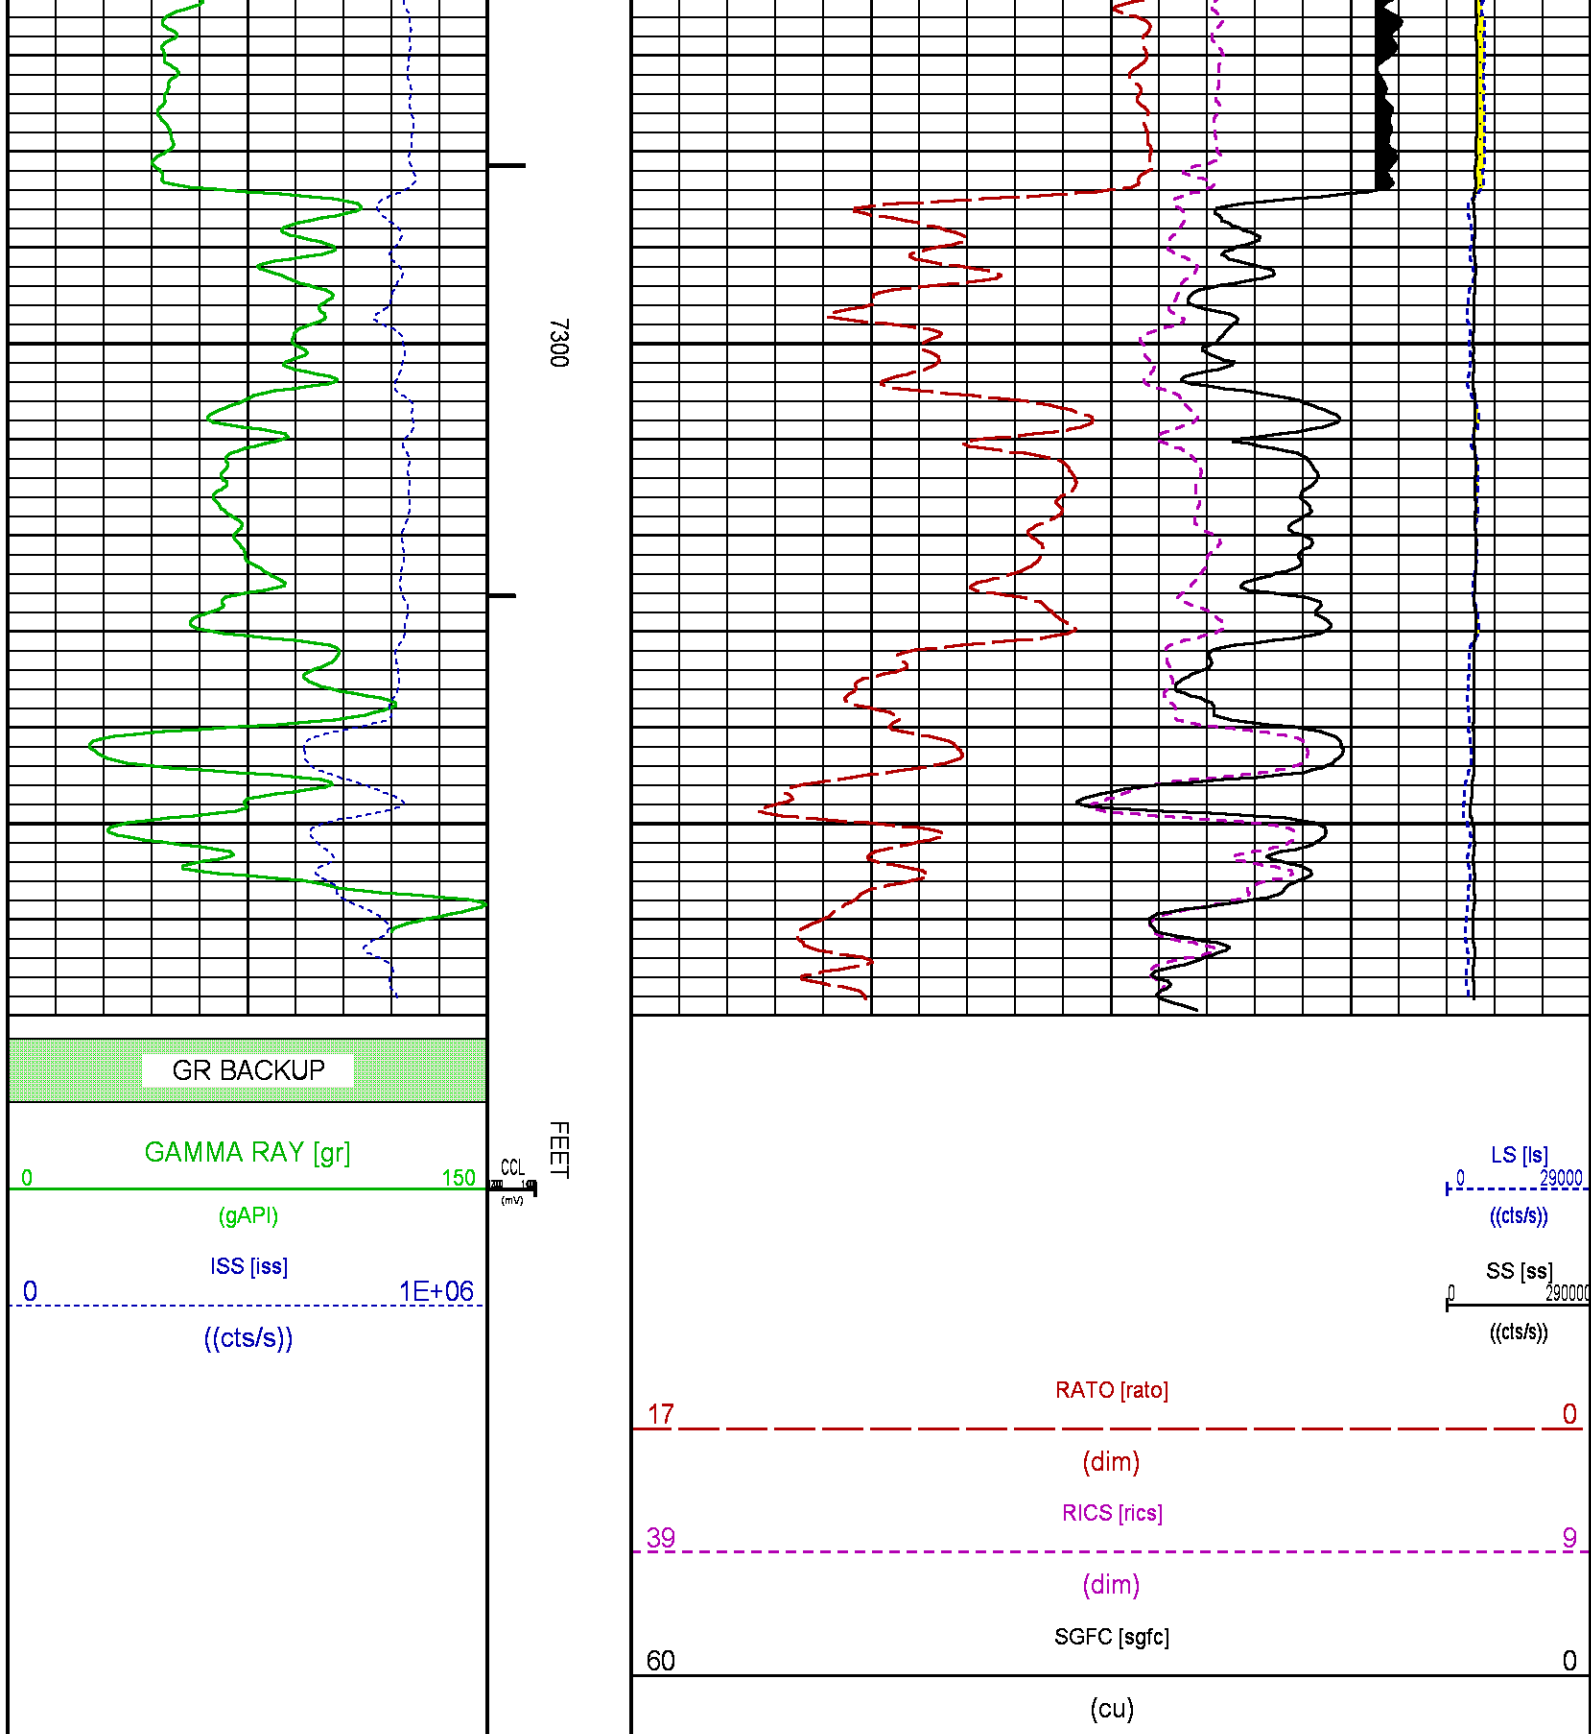 7300
GR BACKUP
FEET
GAMMA RAY [gr]
0 150
(gAPI)
CCL
(mV)
ISS [iss]
0 1E+06
((cts/s))
LS [ls]
0 29000
((cts/s))
SS [ss]
0 290000
((cts/s))
RATO [rato]
17 0
(dim)
RICS [rics]
39 9
(dim)
SGFC [sgfc]
60 0
(cu)